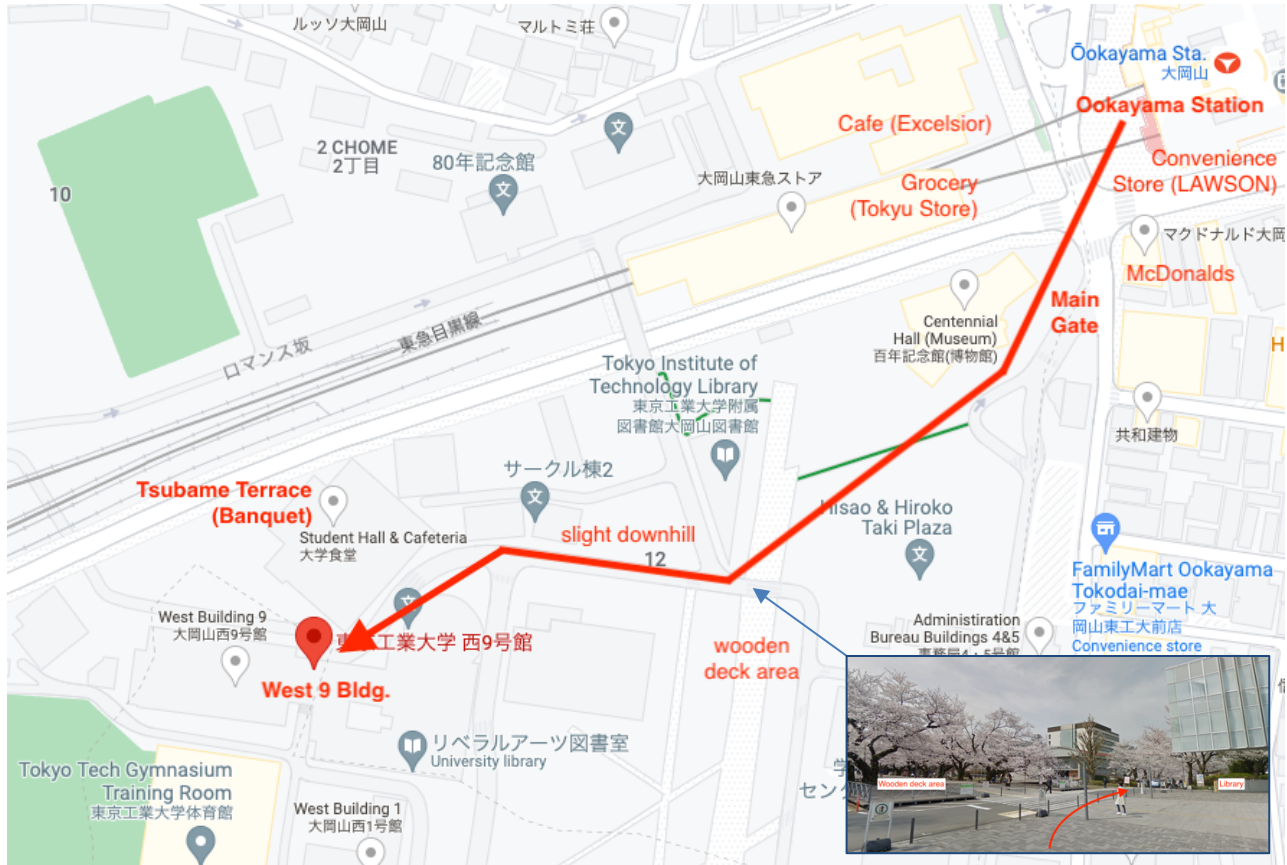 ルッソ大岡山
マルトミ荘
Ōokayama Sta.
大岡山
Ookayama Station
Cafe (Excelsior)
2 CHOME
2丁目
80年記念館
大岡山東急ストア
Convenience
Store (LAWSON)
Grocery
(Tokyu Store)
10
マクドナルド大岡
McDonalds
Main
Gate
Centennial
Hall (Museum)
百年記念館(博物館)
東急目黒線
ロマンス坂
H
Tokyo Institute of
Technology Library
東京工業大学附属
図書館大岡山図書館
共和建物
サークル棟2
Tsubame Terrace
(Banquet)
Student Hall & Cafeteria
大学食堂
slight downhill
12
Hisao & Hiroko
Taki Plaza
FamilyMart Ookayama
Tokodai-mae
ファミリーマート 大
岡山東工大前店
Convenience store
West Building 9
大岡山西9号館
東京工業大学 西9号館
West 9 Bldg.
Administration
Bureau Buildings 4&5
事務局4・5号館
wooden
deck area
リベラルアーツ図書室
University library
Tokyo Tech Gymnasium
Training Room
東京工業大学体育館
West Building 1
大岡山西1号館
学
セン
Wooden deck area
Library